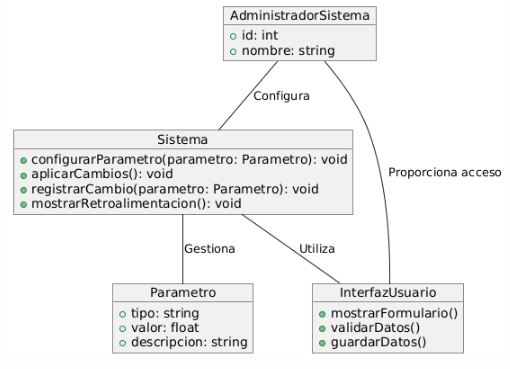 AdministradorSistema
id: int
nombre: string
Configura
Sistema
configurarParametro(parametro: Parametro): void
aplicarCambios(): void
registrarCambio(parametro: Parametro): void
mostrarRetroalimentacion(): void
Proporciona acceso
Gestiona
Utiliza
Parametro
tipo: string
valor: float
descripcion: string
InterfazUsuario
mostrarFormulario()
validarDatos()
guardarDatos()